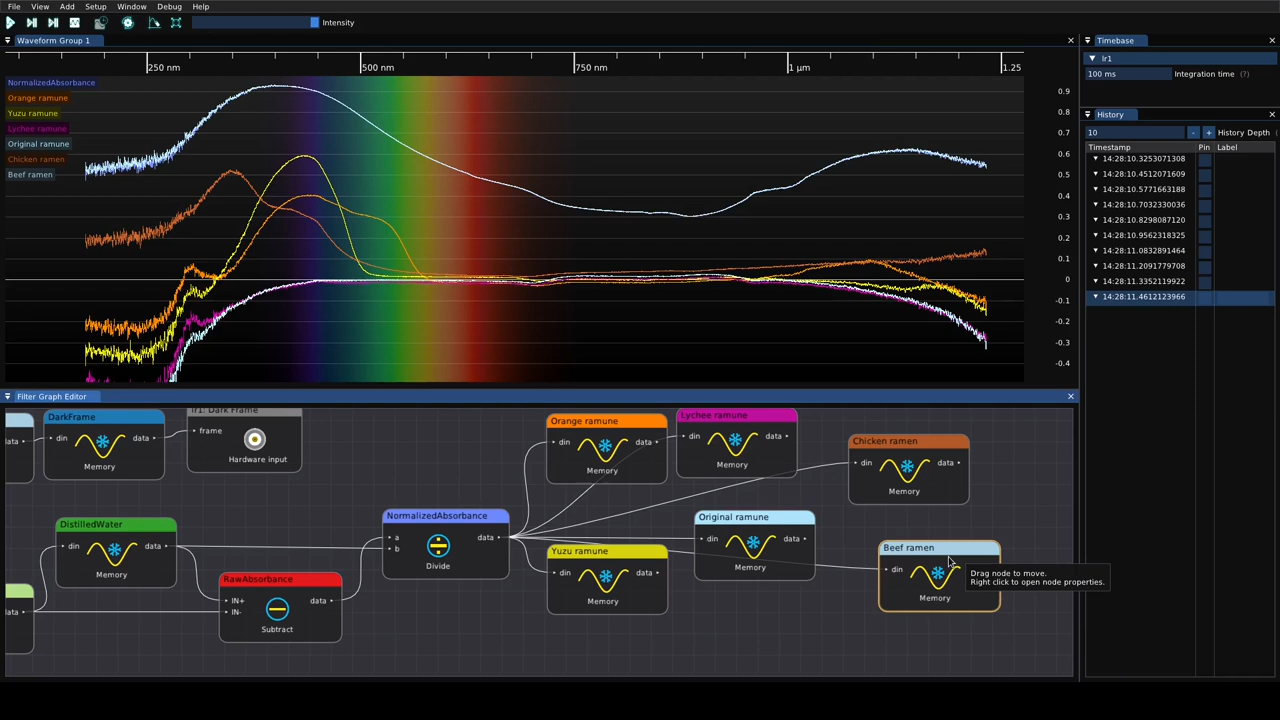 File View Add Setup Window Debug Help
Intensity
Waveform Group 1
250 nm 500 nm 750 nm 1 µm 1.25
NormalizedAbsorbance
Orange ramune
Yuzu ramune
Lychee ramune
Original ramune
Chicken ramen
Beef ramen
0.9
0.8
0.7
0.6
0.5
0.4
0.3
0.2
0.1
0
-0.1
-0.2
-0.3
-0.4
Timebase
lr1
100 ms Integration time (?)
History
10 - + History Depth
Timestamp Pin Label
14:28:10.3253071308
14:28:10.4512071609
14:28:10.5771663188
14:28:10.7032330036
14:28:10.8298087120
14:28:10.9562318325
14:28:11.0832891464
14:28:11.2091779708
14:28:11.3352119922
14:28:11.4612123966
Filter Graph Editor
data
DarkFrame
din data
Memory
lr1: Dark Frame
frame
Hardware input
Orange ramune
din data
Memory
Lychee ramune
din data
Memory
Chicken ramen
din data
Memory
DistilledWater
din data
Memory
NormalizedAbsorbance
a
b
data
Divide
Original ramune
din data
Memory
Yuzu ramune
din data
Memory
Beef ramen
din
Memory
Drag node to move.
Right click to open node properties.
data
RawAbsorbance
IN+
IN-
data
Subtract